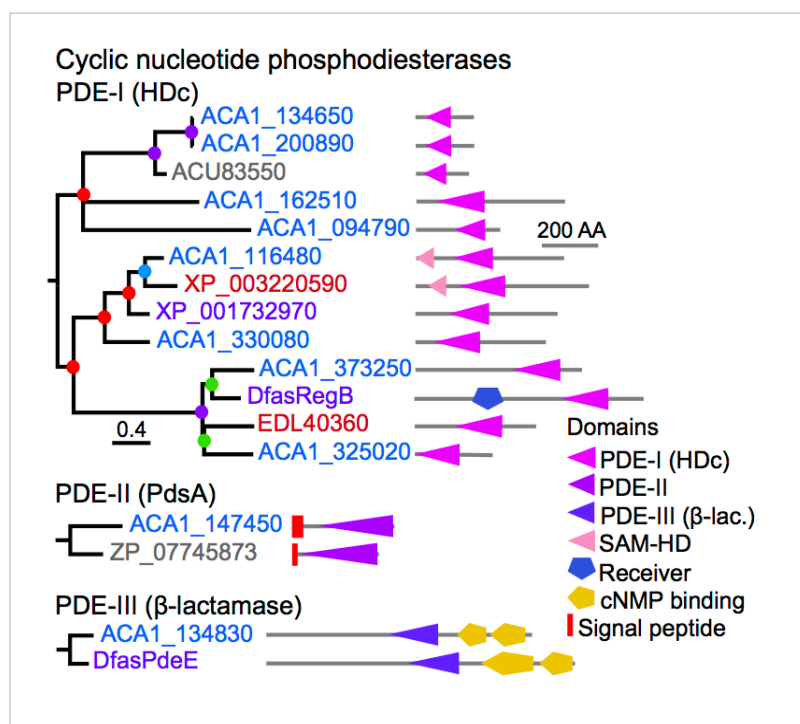 Cyclic nucleotide phosphodiesterases
PDE-I (HDc)
ACA1_134650
ACA1_200890
ACU83550
ACA1_162510
ACA1_094790
200 AA
ACA1_116480
XP_003220590
XP_001732970
ACA1_330080
ACA1_373250
DfasRegB
EDL40360
ACA1_325020
0.4
Domains
PDE-I (HDc)
PDE-II
PDE-III (β-lac.)
SAM-HD
Receiver
cNMP binding
Signal peptide
PDE-II (PdsA)
ACA1_147450
ZP_07745873
PDE-III (β-lactamase)
ACA1_134830
DfasPdeE